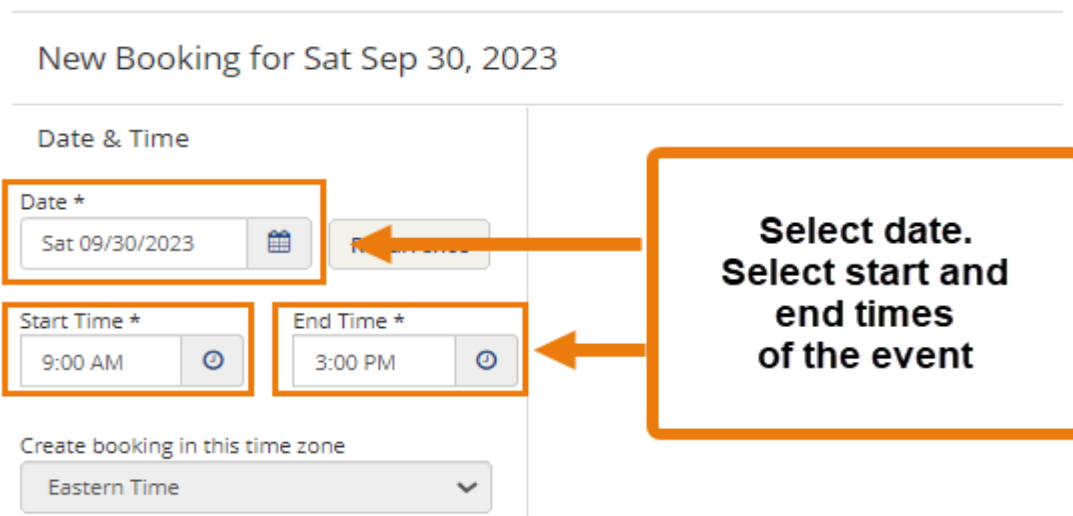 New Booking for Sat Sep 30, 2023
Date & Time
Date *
Sat 09/30/2023
Select date.
Select start and
end times
of the event
Start Time *
End Time *
9:00 AM
3:00 PM
Create booking in this time zone
Eastern Time